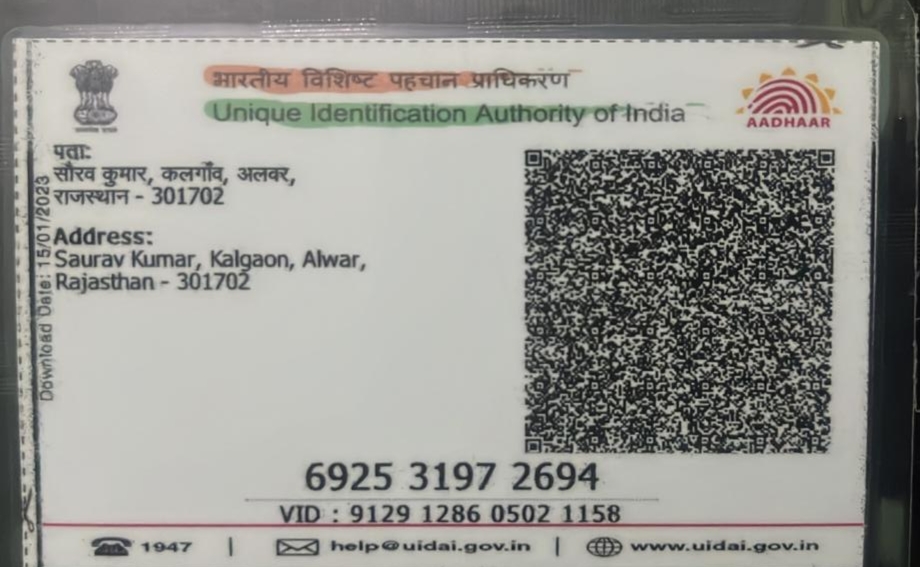 भारतीय विशिष्ट पहचान प्राधिकरण
Unique Identification Authority of India
AADHAAR
पता:
सौरव कुमार, कलगाँव, अलवर,
राजस्थान - 301702
Address:
Saurav Kumar, Kalgaon, Alwar,
Rajasthan - 301702
Download Date: 15/01/2023
6925 3197 2694
VID : 9129 1286 0502 1158
1947 | help@uidai.gov.in | www.uidai.gov.in